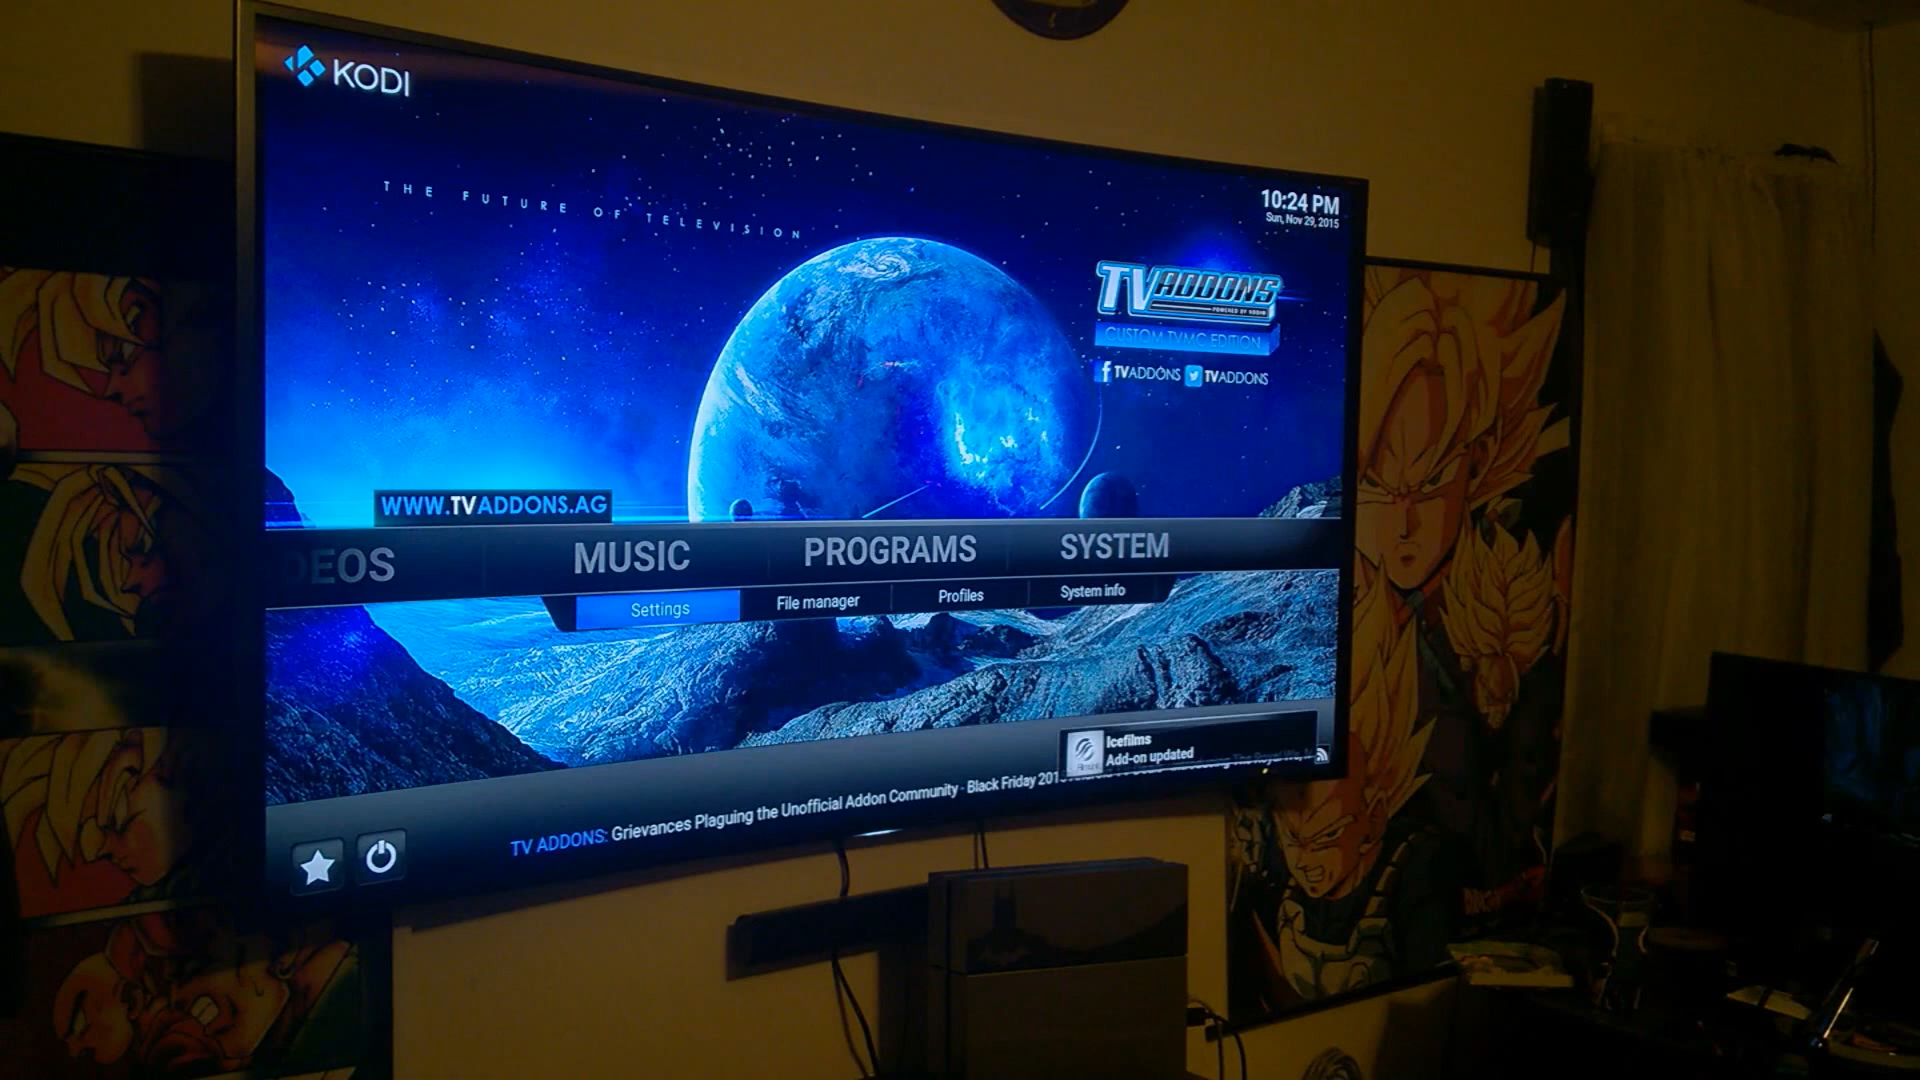 KODI
THE FUTURE OF TELEVISION
10:24 PM
Sun, Nov 29, 2015
TVADDONS
CUSTOM TVMC EDITION
TVADDONS TVADDONS
WWW.TVADDONS.AG
DEOS MUSIC PROGRAMS SYSTEM
Settings File manager Profiles System info
Icefilms
Add-on updated
TV ADDONS: Grievances Plaguing the Unofficial Addon Community - Black Friday 201